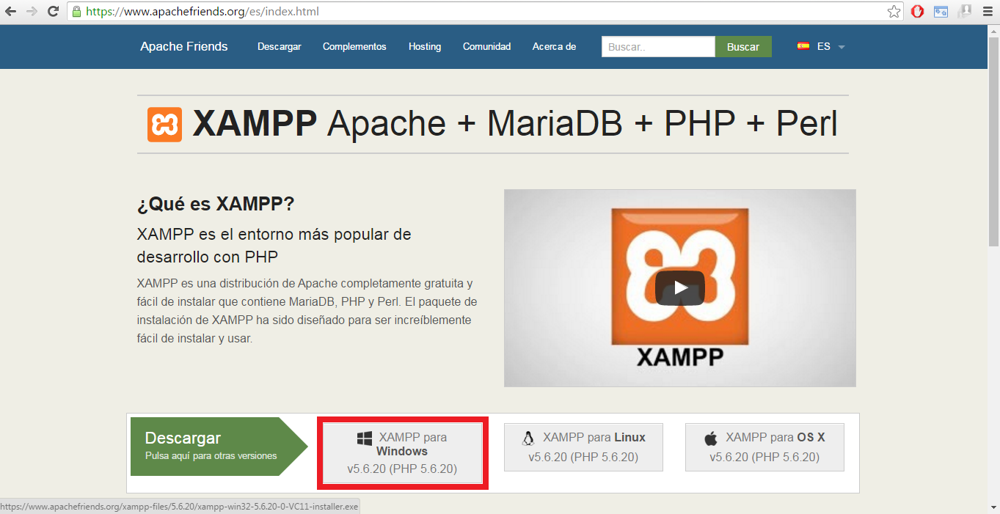 https://www.apachefriends.org/es/index.html
Apache Friends Descargar Complementos Hosting Comunidad Acerca de Buscar.. Buscar ES
XAMPP Apache + MariaDB + PHP + Perl
¿Qué es XAMPP?
XAMPP es el entorno más popular de
desarrollo con PHP
XAMPP es una distribución de Apache completamente gratuita y
fácil de instalar que contiene MariaDB, PHP y Perl. El paquete de
instalación de XAMPP ha sido diseñado para ser increíblemente
fácil de instalar y usar.
XAMPP
Descargar
Pulsa aquí para otras versiones
XAMPP para
Windows
v5.6.20 (PHP 5.6.20)
XAMPP para Linux
v5.6.20 (PHP 5.6.20)
XAMPP para OS X
v5.6.20 (PHP 5.6.20)
https://www.apachefriends.org/xampp-files/5.6.20/xampp-win32-5.6.20-0-VC11-installer.exe